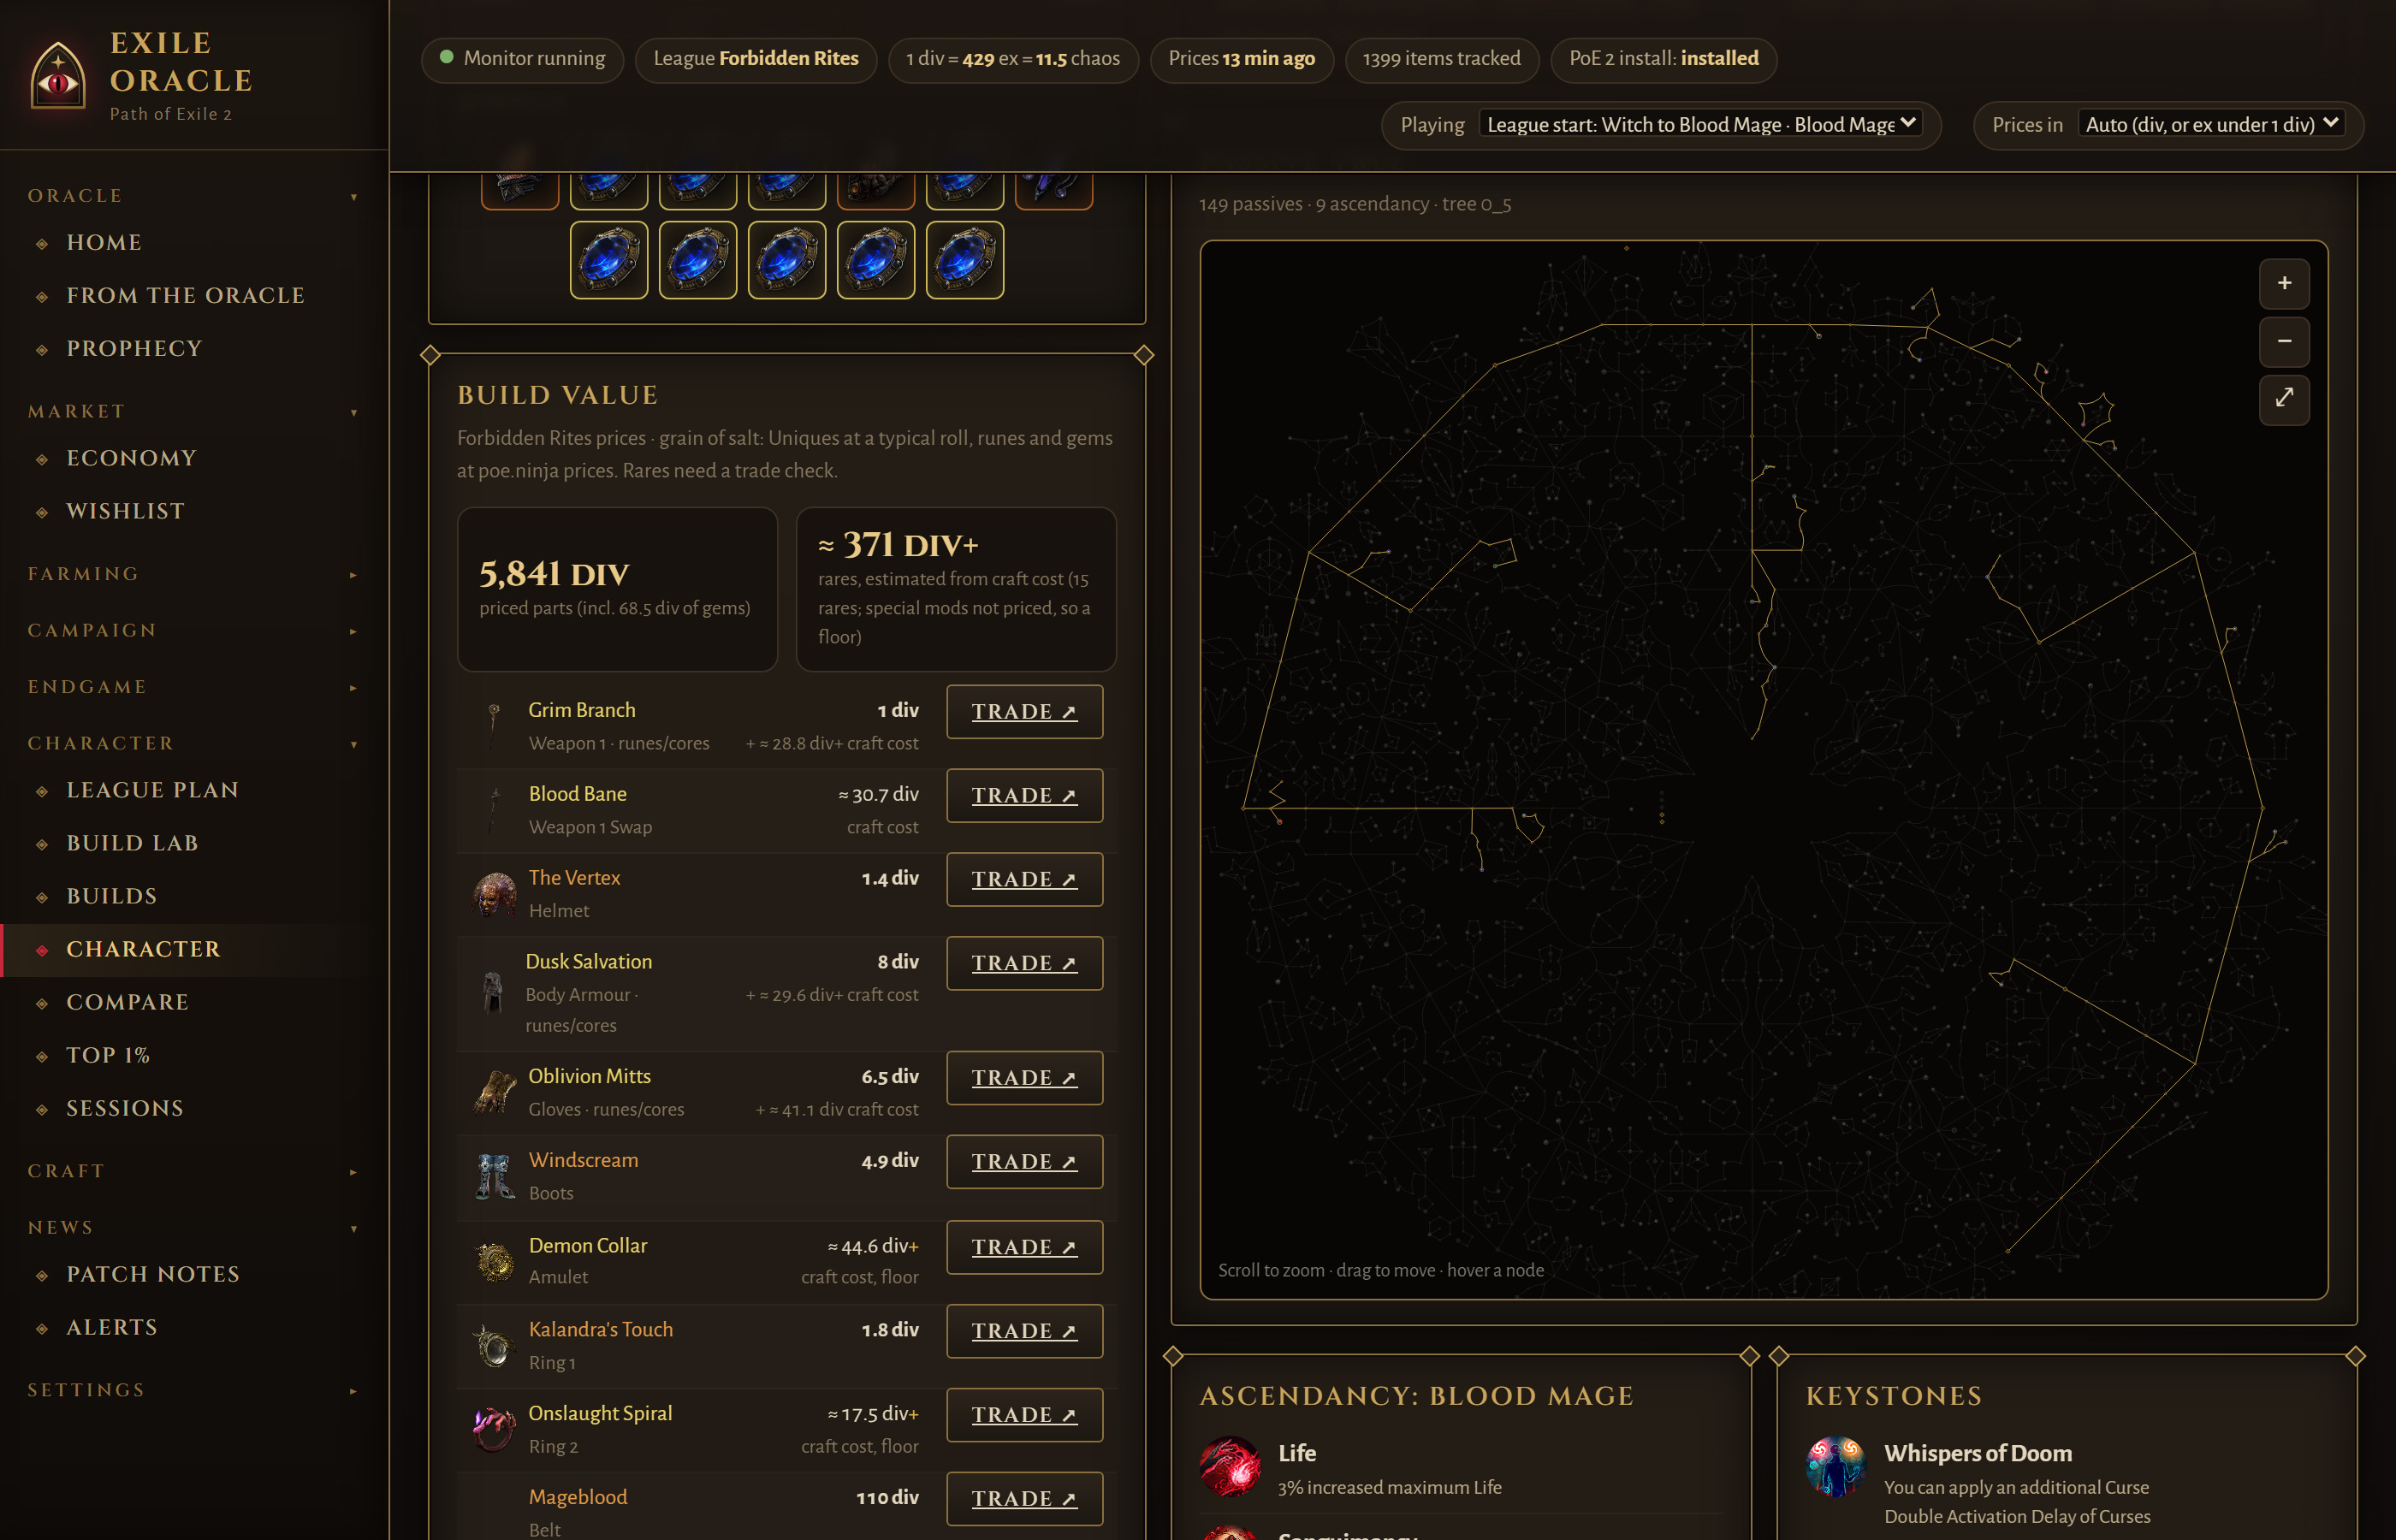 EXILE
ORACLE
Path of Exile 2
Monitor running
League Forbidden Rites
1 div = 429 ex = 11.5 chaos
Prices 13 min ago
1399 items tracked
PoE 2 install: installed
Playing
League start: Witch to Blood Mage · Blood Mage
Prices in
Auto (div, or ex under 1 div)
ORACLE
HOME
FROM THE ORACLE
PROPHECY
MARKET
ECONOMY
WISHLIST
FARMING
CAMPAIGN
ENDGAME
CHARACTER
LEAGUE PLAN
BUILD LAB
BUILDS
CHARACTER
COMPARE
TOP 1%
SESSIONS
CRAFT
NEWS
PATCH NOTES
ALERTS
SETTINGS
BUILD VALUE
Forbidden Rites prices · grain of salt: Uniques at a typical roll, runes and gems
at poe.ninja prices. Rares need a trade check.
5,841 DIV
priced parts (incl. 68.5 div of gems)
≈ 371 DIV+
rares, estimated from craft cost (15
rares; special mods not priced, so a
floor)
Grim Branch
1 div
TRADE ↗
Weapon 1 · runes/cores
+ ≈ 28.8 div+ craft cost
Blood Bane
≈ 30.7 div
TRADE ↗
Weapon 1 Swap
craft cost
The Vertex
1.4 div
TRADE ↗
Helmet
Dusk Salvation
8 div
TRADE ↗
Body Armour ·
+ ≈ 29.6 div+ craft cost
runes/cores
Oblivion Mitts
6.5 div
TRADE ↗
Gloves · runes/cores
+ ≈ 41.1 div craft cost
Windscream
4.9 div
TRADE ↗
Boots
Demon Collar
≈ 44.6 div+
TRADE ↗
Amulet
craft cost, floor
Kalandra's Touch
1.8 div
TRADE ↗
Ring 1
Onslaught Spiral
≈ 17.5 div+
TRADE ↗
Ring 2
craft cost, floor
Mageblood
110 div
TRADE ↗
Belt
149 passives · 9 ascendancy · tree 0_5
+
−
Scroll to zoom · drag to move · hover a node
ASCENDANCY: BLOOD MAGE
Life
3% increased maximum Life
Sanguimancy
KEYSTONES
Whispers of Doom
You can apply an additional Curse
Double Activation Delay of Curses